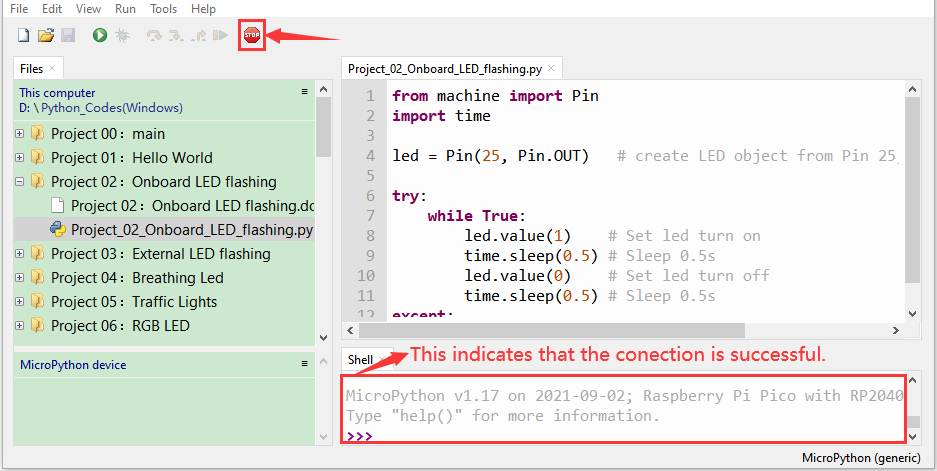 File Edit View Run Tools Help
STOP
Files ×
This computer ≡
D: \ Python_Codes(Windows)
Project 00：main
Project 01：Hello World
Project 02：Onboard LED flashing
Project 02：Onboard LED flashing.dc
Project_02_Onboard_LED_flashing.py
Project 03：External LED flashing
Project 04：Breathing Led
Project 05：Traffic Lights
Project 06：RGB LED
MicroPython device ≡
Project_02_Onboard_LED_flashing.py ×
1 from machine import Pin
2 import time
3
4 led = Pin(25, Pin.OUT)   # create LED object from Pin 25,
5
6 try:
7     while True:
8         led.value(1)    # Set led turn on
9         time.sleep(0.5) # Sleep 0.5s
10         led.value(0)    # Set led turn off
11         time.sleep(0.5) # Sleep 0.5s
12 except:
Shell ×
This indicates that the conection is successful.
MicroPython v1.17 on 2021-09-02; Raspberry Pi Pico with RP2040
Type "help()" for more information.
>>>
MicroPython (generic)